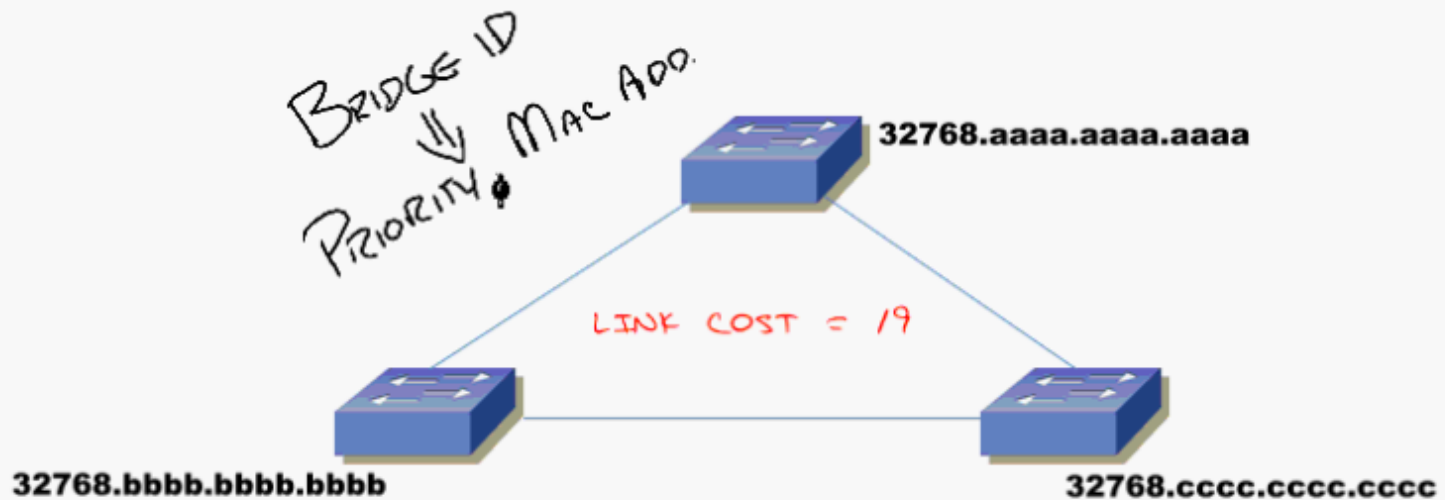 BRIDGE ID
⇓
PRIORITY . MAC ADD.
32768.aaaa.aaaa.aaaa
LINK COST = 19
32768.bbbb.bbbb.bbbb
32768.cccc.cccc.cccc